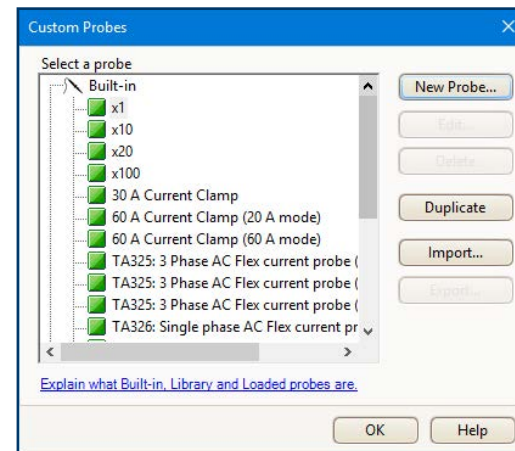 Custom Probes
Select a probe
Built-in
x1
x10
x20
x100
30 A Current Clamp
60 A Current Clamp (20 A mode)
60 A Current Clamp (60 A mode)
TA325: 3 Phase AC Flex current probe (
TA325: 3 Phase AC Flex current probe (
TA325: 3 Phase AC Flex current probe (
TA326: Single phase AC Flex current pr
New Probe...
Edit...
Delete
Duplicate
Import...
Export...
Explain what Built-in, Library and Loaded probes are.
OK
Help